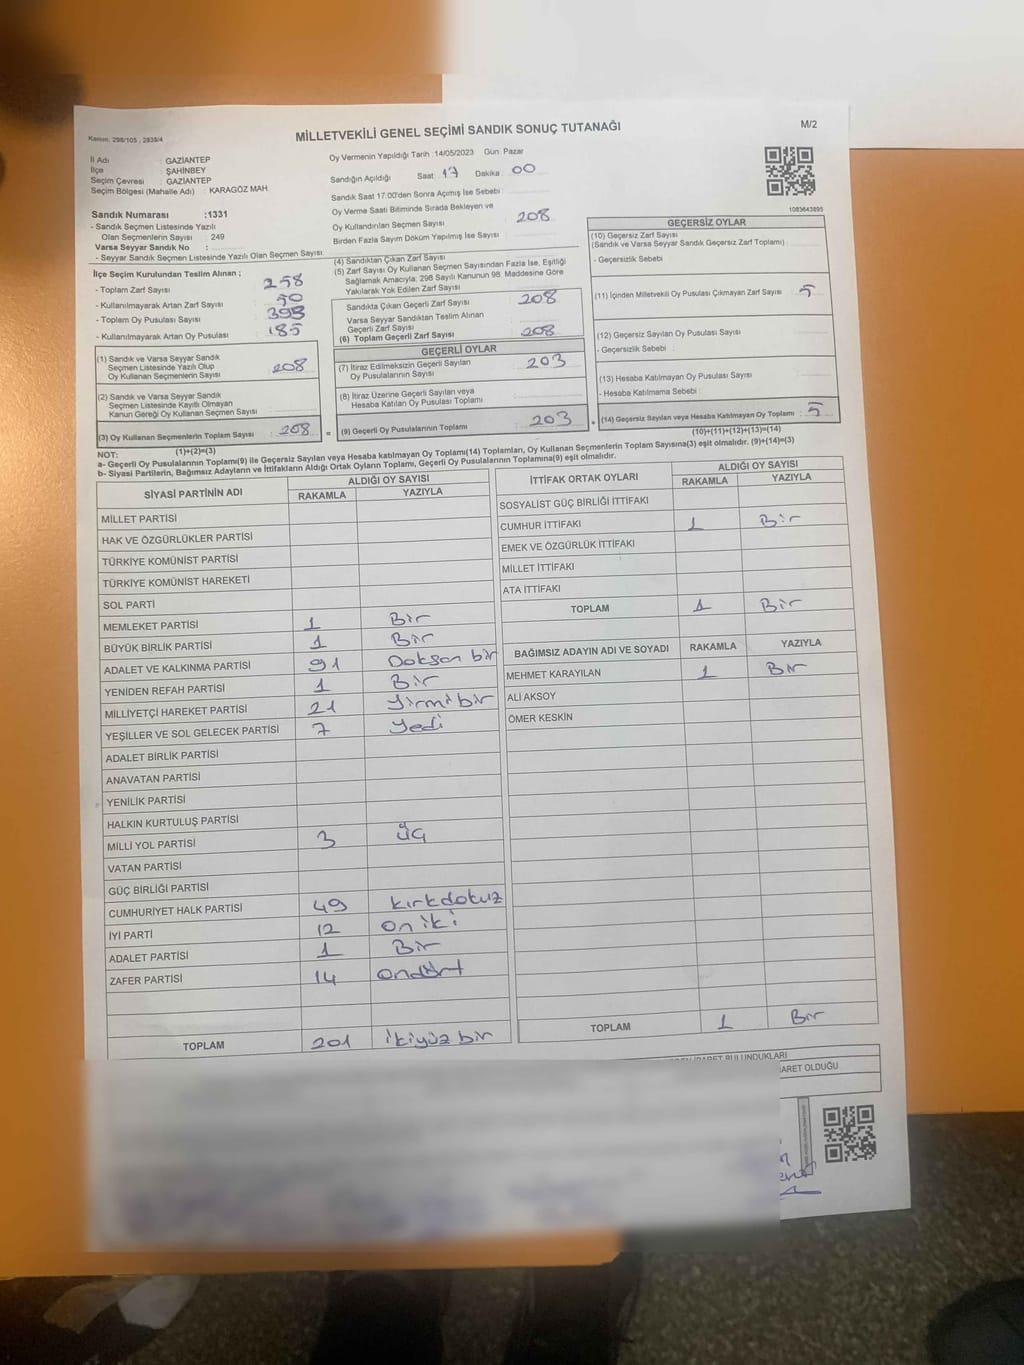 Kanun: 298/105 , 2839/4
MİLLETVEKİLİ GENEL SEÇİMİ SANDIK SONUÇ TUTANAĞI
M/2
İl Adı : GAZİANTEP
İlçe : ŞAHİNBEY
Seçim Çevresi : GAZİANTEP
Seçim Bölgesi (Mahalle Adı) : KARAGÖZ MAH.
Sandık Numarası :1331
- Sandık Seçmen Listesinde Yazılı
Olan Seçmenlerin Sayısı : 249
Varsa Seyyar Sandık No :
- Seyyar Sandık Seçmen Listesinde Yazılı Olan Seçmen Sayısı:
Oy Vermenin Yapıldığı Tarih :14/05/2023 Gün: Pazar
Sandığın Açıldığı Saat : 17 Dakika : 00
Sandık Saat 17.00'den Sonra Açımış İse Sebebi :
Oy Verme Saati Bitiminde Sırada Bekleyen ve
Oy Kullandırılan Seçmen Sayısı : 208
Birden Fazla Sayım Döküm Yapılmış İse Sayısı :
1083643895
İlçe Seçim Kurulundan Teslim Alınan ;
- Toplam Zarf Sayısı : 258
- Kullanılmayarak Artan Zarf Sayısı : 50
- Toplam Oy Pusulası Sayısı : 393
- Kullanılmayarak Artan Oy Pusulası : 185
(1) Sandık ve Varsa Seyyar Sandık
Seçmen Listesinde Yazılı Olup
Oy Kullanan Seçmenlerin Sayısı : 208
(2) Sandık ve Varsa Seyyar Sandık
Seçmen Listesinde Kayıtlı Olmayan
Kanun Gereği Oy Kullanan Seçmen Sayısı :
(3) Oy Kullanan Seçmenlerin Toplam Sayısı : 208
(1)+(2)=(3)
(4) Sandıktan Çıkan Zarf Sayısı :
(5) Zarf Sayısı Oy Kullanan Seçmen Sayısından Fazla İse, Eşitliği
Sağlamak Amacıyla; 298 Sayılı Kanunun 98. Maddesine Göre
Yakılarak Yok Edilen Zarf Sayısı :
Sandıkta Çıkan Geçerli Zarf Sayısı : 208
Varsa Seyyar Sandıktan Teslim Alınan
Geçerli Zarf Sayısı :
(6) Toplam Geçerli Zarf Sayısı : 208
GEÇERLİ OYLAR
(7) İtiraz Edilmeksizin Geçerli Sayılan
Oy Pusulalarının Sayısı : 203
(8) İtiraz Üzerine Geçerli Sayılan veya
Hesaba Katılan Oy Pusulası Toplamı :
= (9) Geçerli Oy Pusulalarının Toplamı : 203 +
GEÇERSİZ OYLAR
(10) Geçersiz Zarf Sayısı
(Sandık ve Varsa Seyyar Sandık Geçersiz Zarf Toplamı) :
- Geçersizlik Sebebi :
(11) İçinden Milletvekili Oy Pusulası Çıkmayan Zarf Sayısı : 5
(12) Geçersiz Sayılan Oy Pusulası Sayısı :
- Geçersizlik Sebebi :
(13) Hesaba Katılmayan Oy Pusulası Sayısı :
- Hesaba Katılmama Sebebi :
(14) Geçersiz Sayılan veya Hesaba Katılmayan Oy Toplamı : 5
(10)+(11)+(12)+(13)=(14)
NOT:
a- Geçerli Oy Pusulalarının Toplamı(9) ile Geçersiz Sayılan veya Hesaba katılmayan Oy Toplamı(14) Toplamları, Oy Kullanan Seçmenlerin Toplam Sayısına(3) eşit olmalıdır. (9)+(14)=(3)
b- Siyasi Partilerin, Bağımsız Adayların ve İttifakların Aldığı Ortak Oyların Toplamı, Geçerli Oy Pusulalarının Toplamına(9) eşit olmalıdır.
SİYASİ PARTİNİN ADI
ALDIĞI OY SAYISI
RAKAMLA YAZIYLA
MİLLET PARTİSİ
HAK VE ÖZGÜRLÜKLER PARTİSİ
TÜRKİYE KOMÜNİST PARTİSİ
TÜRKİYE KOMÜNİST HAREKETİ
SOL PARTİ
MEMLEKET PARTİSİ 1 Bir
BÜYÜK BİRLİK PARTİSİ 1 Bir
ADALET VE KALKINMA PARTİSİ 91 Doksan bir
YENİDEN REFAH PARTİSİ 1 Bir
MİLLİYETÇİ HAREKET PARTİSİ 21 Yirmi bir
YEŞİLLER VE SOL GELECEK PARTİSİ 7 Yedi
ADALET BİRLİK PARTİSİ
ANAVATAN PARTİSİ
YENİLİK PARTİSİ
HALKIN KURTULUŞ PARTİSİ
MİLLİ YOL PARTİSİ 3 üç
VATAN PARTİSİ
GÜÇ BİRLİĞİ PARTİSİ
CUMHURİYET HALK PARTİSİ 49 kırkdokuz
İYİ PARTİ 12 on iki
ADALET PARTİSİ 1 Bir
ZAFER PARTİSİ 14 ondört
TOPLAM 201 ikiyüz bir
İTTİFAK ORTAK OYLARI
ALDIĞI OY SAYISI
RAKAMLA YAZIYLA
SOSYALİST GÜÇ BİRLİĞİ İTTİFAKI
CUMHUR İTTİFAKI 1 Bir
EMEK VE ÖZGÜRLÜK İTTİFAKI
MİLLET İTTİFAKI
ATA İTTİFAKI
TOPLAM 1 Bir
BAĞIMSIZ ADAYIN ADI VE SOYADI RAKAMLA YAZIYLA
MEHMET KARAYILAN 1 Bir
ALİ AKSOY
ÖMER KESKİN
TOPLAM 1 Bir
BULUNDUKLARI
OLDUĞU